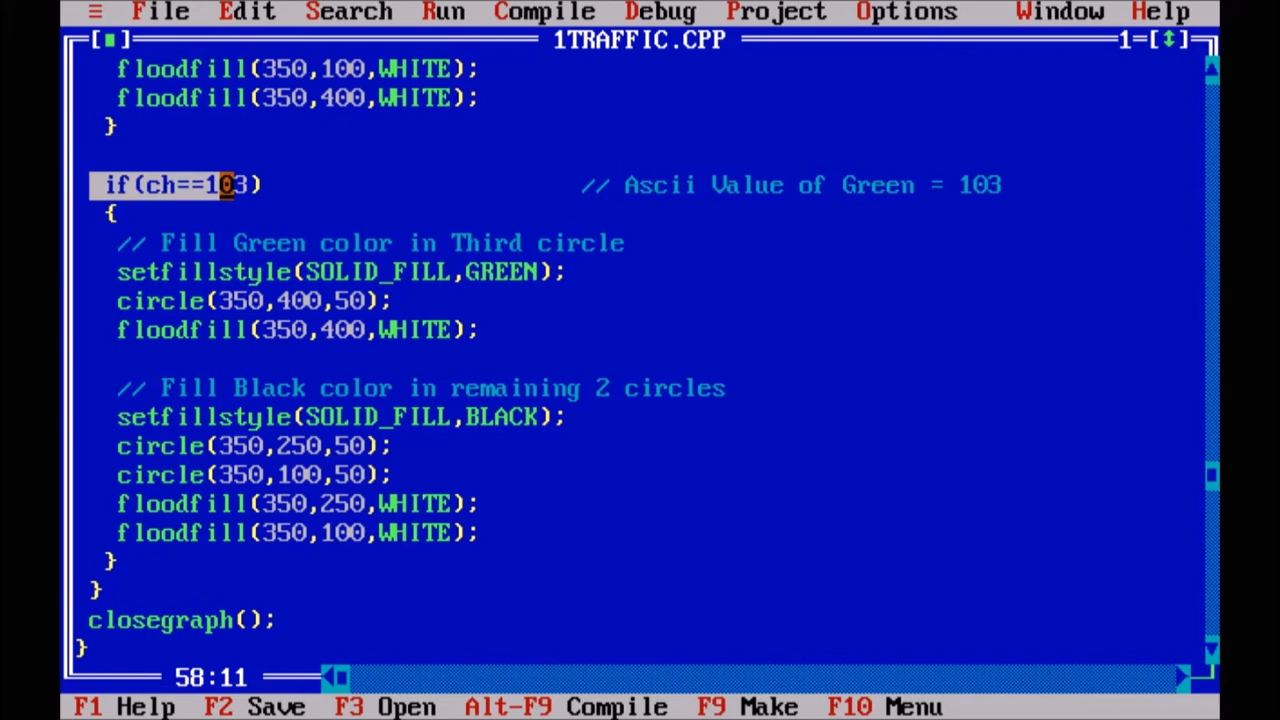 ≡ File Edit Search Run Compile Debug Project Options Window Help
[■] 1TRAFFIC.CPP 1=[↕]
floodfill(350,100,WHITE);
floodfill(350,400,WHITE);
}
if(ch==103) // Ascii Value of Green = 103
{
// Fill Green color in Third circle
setfillstyle(SOLID_FILL,GREEN);
circle(350,400,50);
floodfill(350,400,WHITE);
// Fill Black color in remaining 2 circles
setfillstyle(SOLID_FILL,BLACK);
circle(350,250,50);
circle(350,100,50);
floodfill(350,250,WHITE);
floodfill(350,100,WHITE);
}
}
closegraph();
}
58:11
F1 Help F2 Save F3 Open Alt-F9 Compile F9 Make F10 Menu